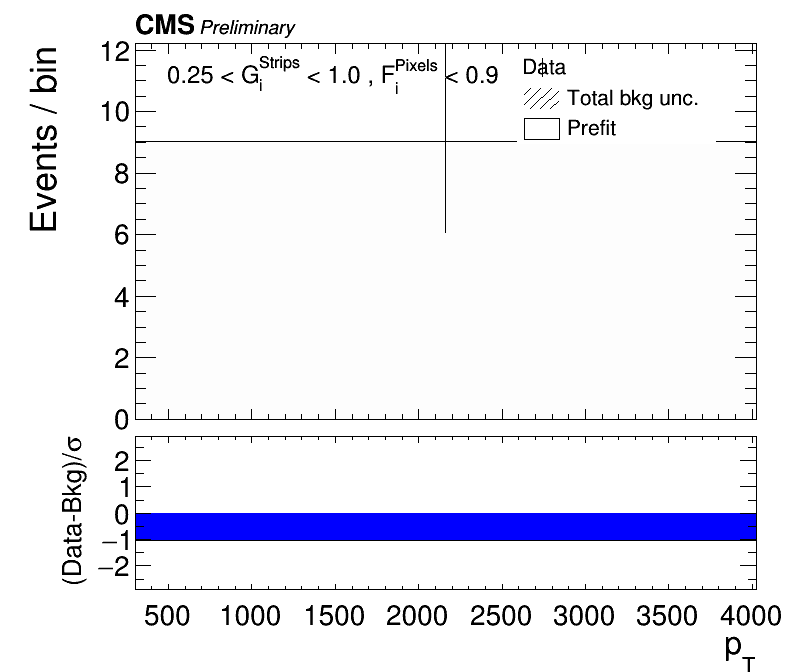 CMS Preliminary
Events / bin
0.25 < G_i^Strips < 1.0 , F_i^Pixels < 0.9
Data
Total bkg unc.
Prefit
12
10
8
6
4
2
0
(Data-Bkg)/σ
2
1
0
−1
−2
500 1000 1500 2000 2500 3000 3500 4000
p_T